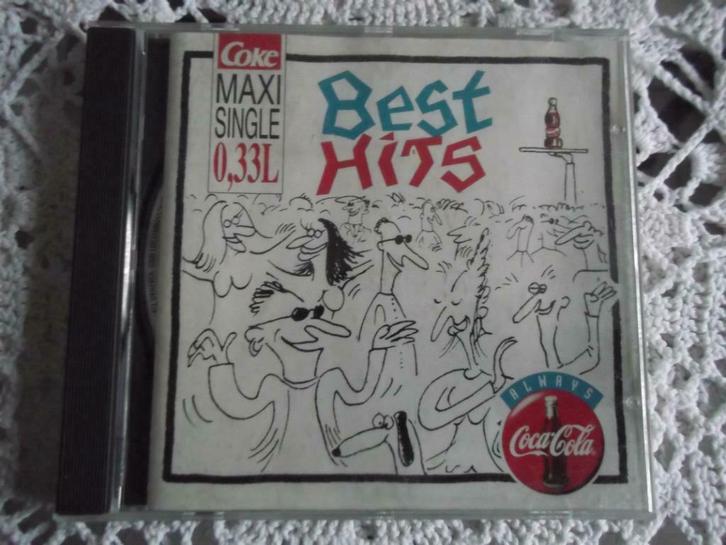 Coke
MAXI
SINGLE
0,33L
Best
HiTS
ALWAYS
Coca-Cola